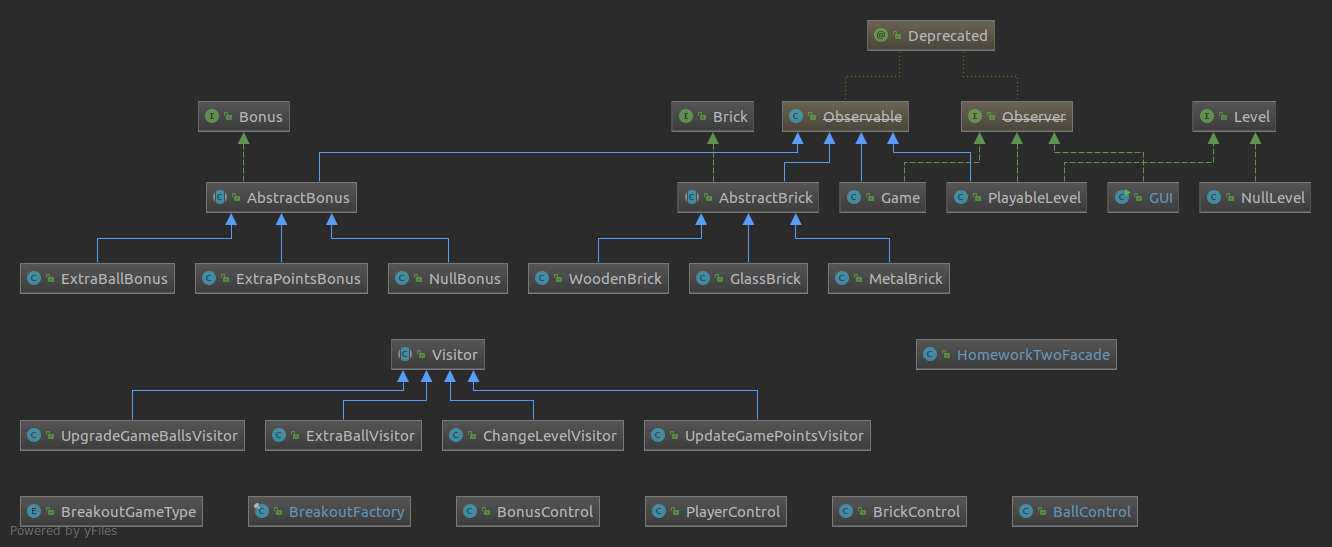 Deprecated
Bonus
Brick
Observable
Observer
Level
AbstractBonus
AbstractBrick
Game
PlayableLevel
GUI
NullLevel
ExtraBallBonus
ExtraPointsBonus
NullBonus
WoodenBrick
GlassBrick
MetalBrick
Visitor
HomeworkTwoFacade
UpgradeGameBallsVisitor
ExtraBallVisitor
ChangeLevelVisitor
UpdateGamePointsVisitor
BreakoutGameType
BreakoutFactory
BonusControl
PlayerControl
BrickControl
BallControl
Powered by yFiles